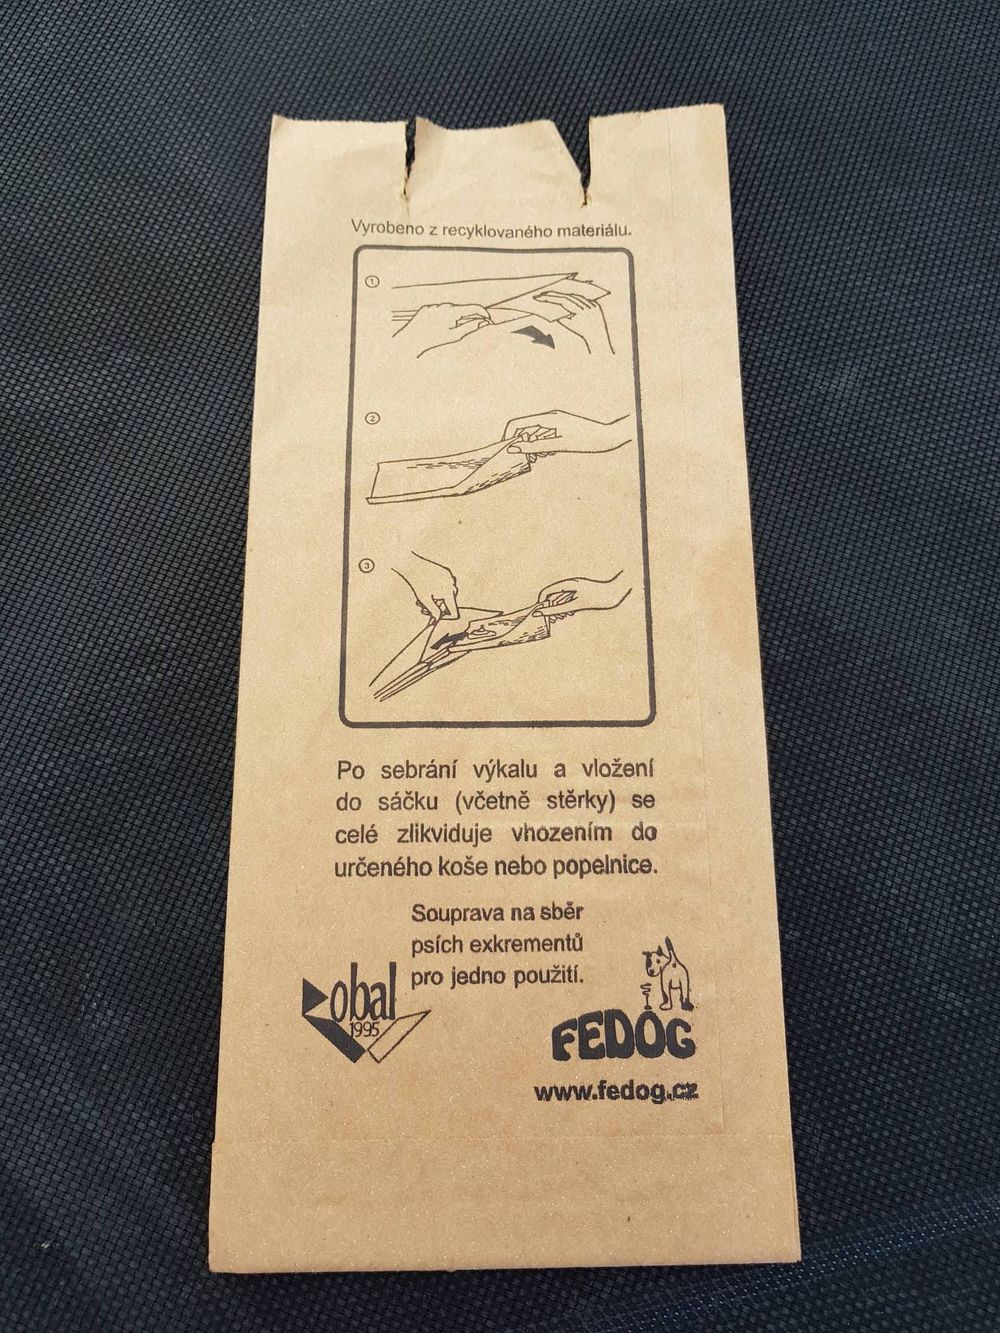 Vyrobeno z recyklovaného materiálu.
1
2
3
Po sebrání výkalu a vložení
do sáčku (včetně stěrky) se
celé zlikviduje vhozením do
určeného koše nebo popelnice.
Souprava na sběr
psích exkrementů
pro jedno použití.
obal
1995
FEDOG
www.fedog.cz